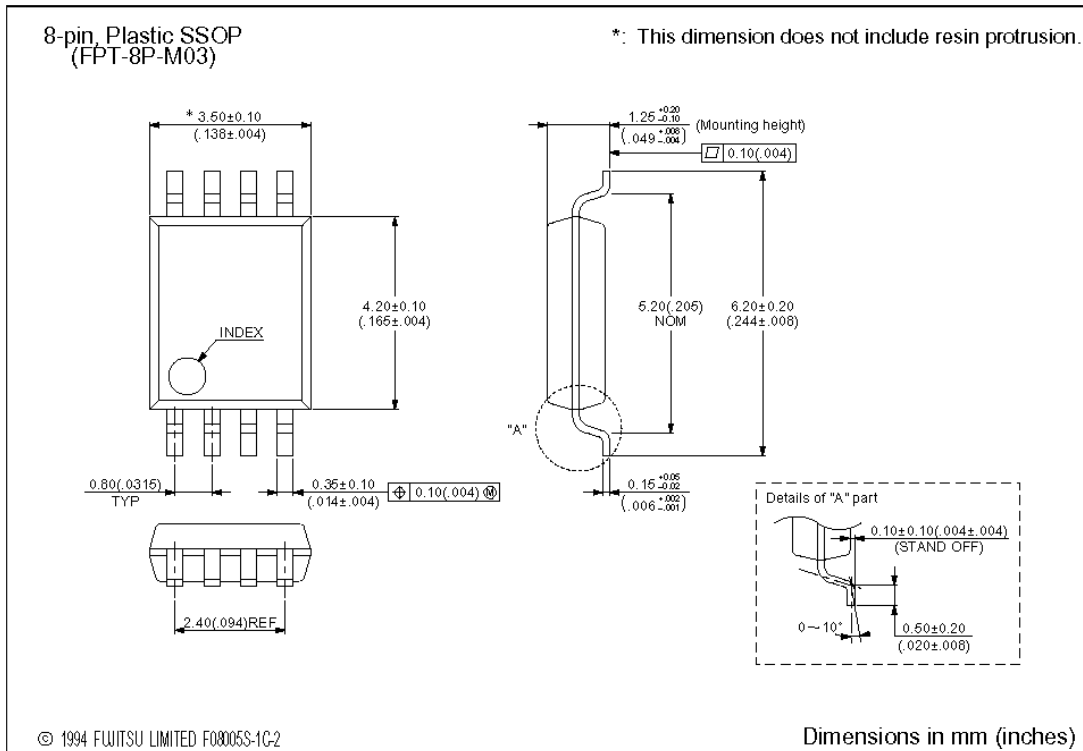 8-pin, Plastic SSOP
(FPT-8P-M03)
*: This dimension does not include resin protrusion.
* 3.50±0.10
(.138±.004)
1.25 +0.20 -0.10
(.049 +.008 -.004)
(Mounting height)
0.10(.004)
4.20±0.10
(.165±.004)
INDEX
5.20(.205)
NOM
6.20±0.20
(.244±.008)
"A"
0.80(.0315)
TYP
0.35±0.10
(.014±.004)
0.10(.004) Ⓜ
0.15 +0.05 -0.02
(.006 +.002 -.001)
2.40(.094)REF
Details of "A" part
0.10±0.10(.004±.004)
(STAND OFF)
0~10°
0.50±0.20
(.020±.008)
© 1994 FUJITSU LIMITED F08005S-1C-2
Dimensions in mm (inches)